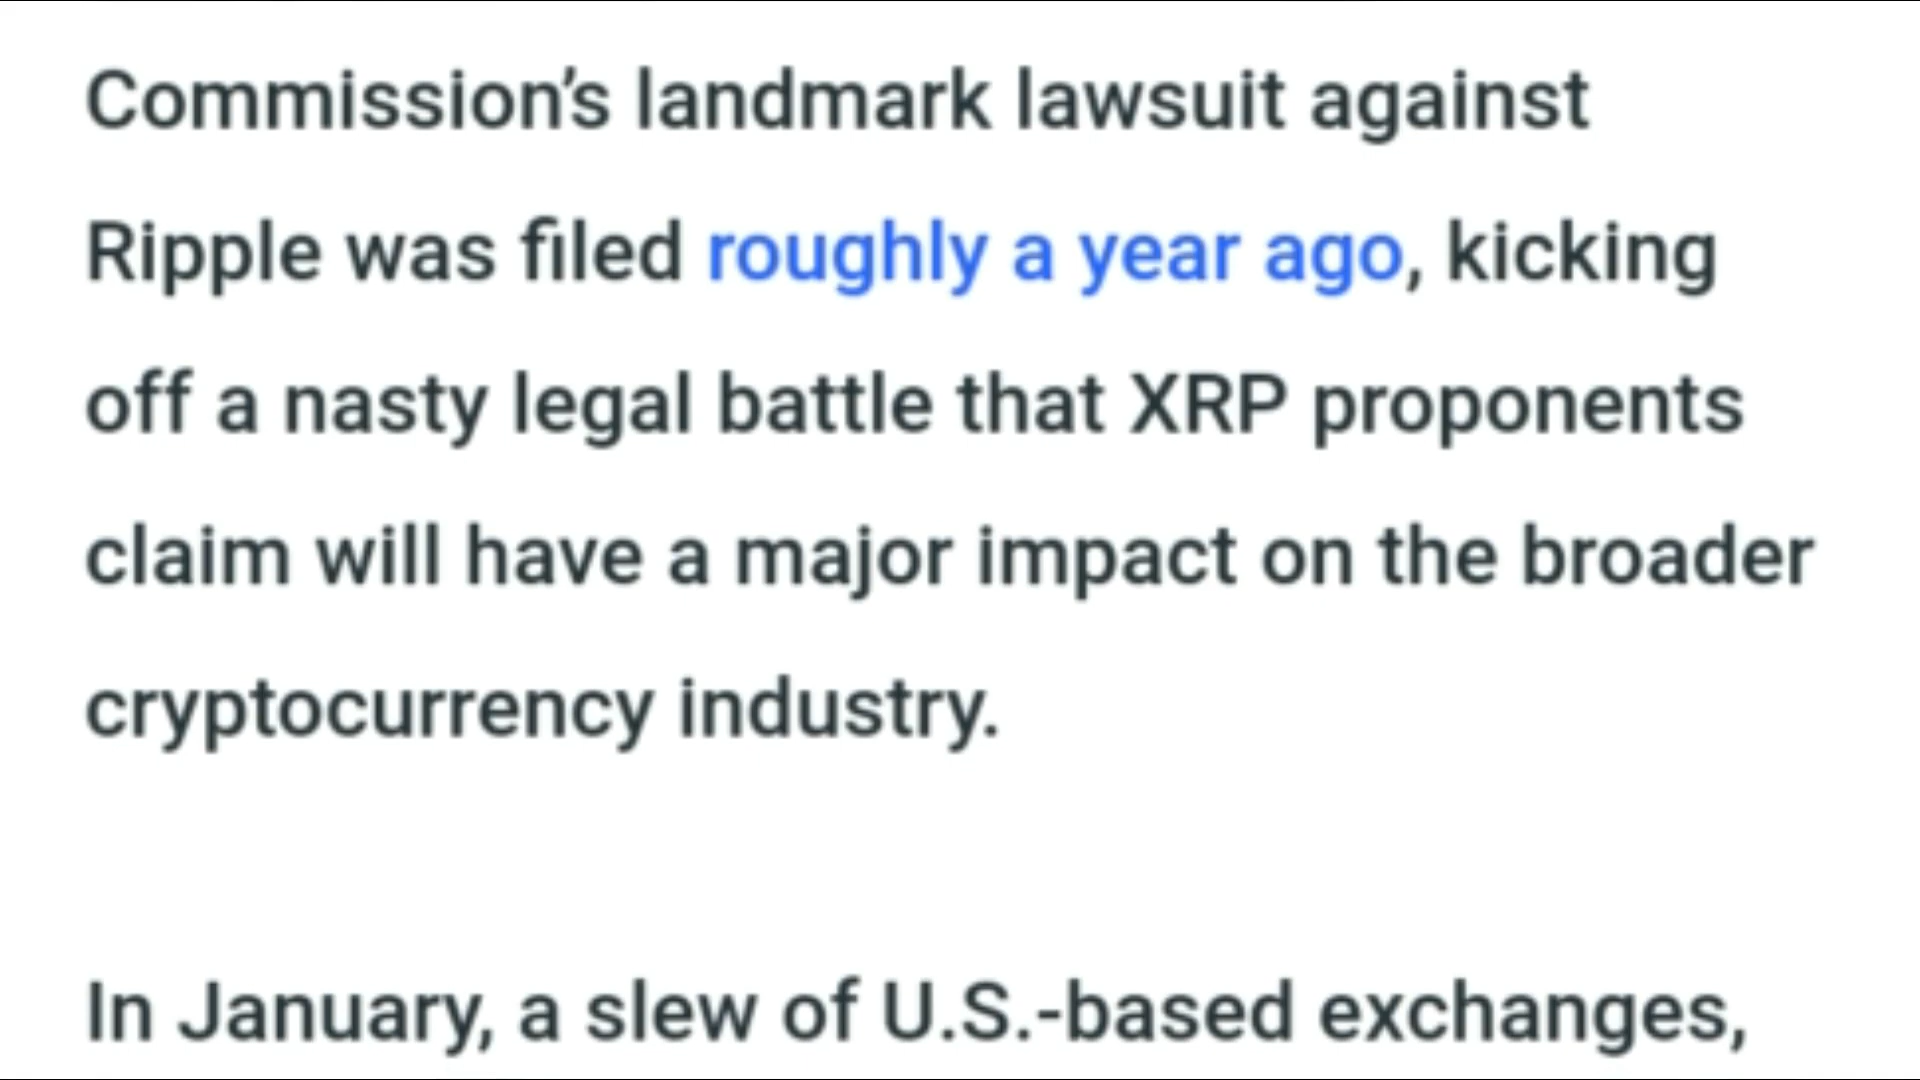 Commission’s landmark lawsuit against
Ripple was filed roughly a year ago, kicking
off a nasty legal battle that XRP proponents
claim will have a major impact on the broader
cryptocurrency industry.
In January, a slew of U.S.-based exchanges,